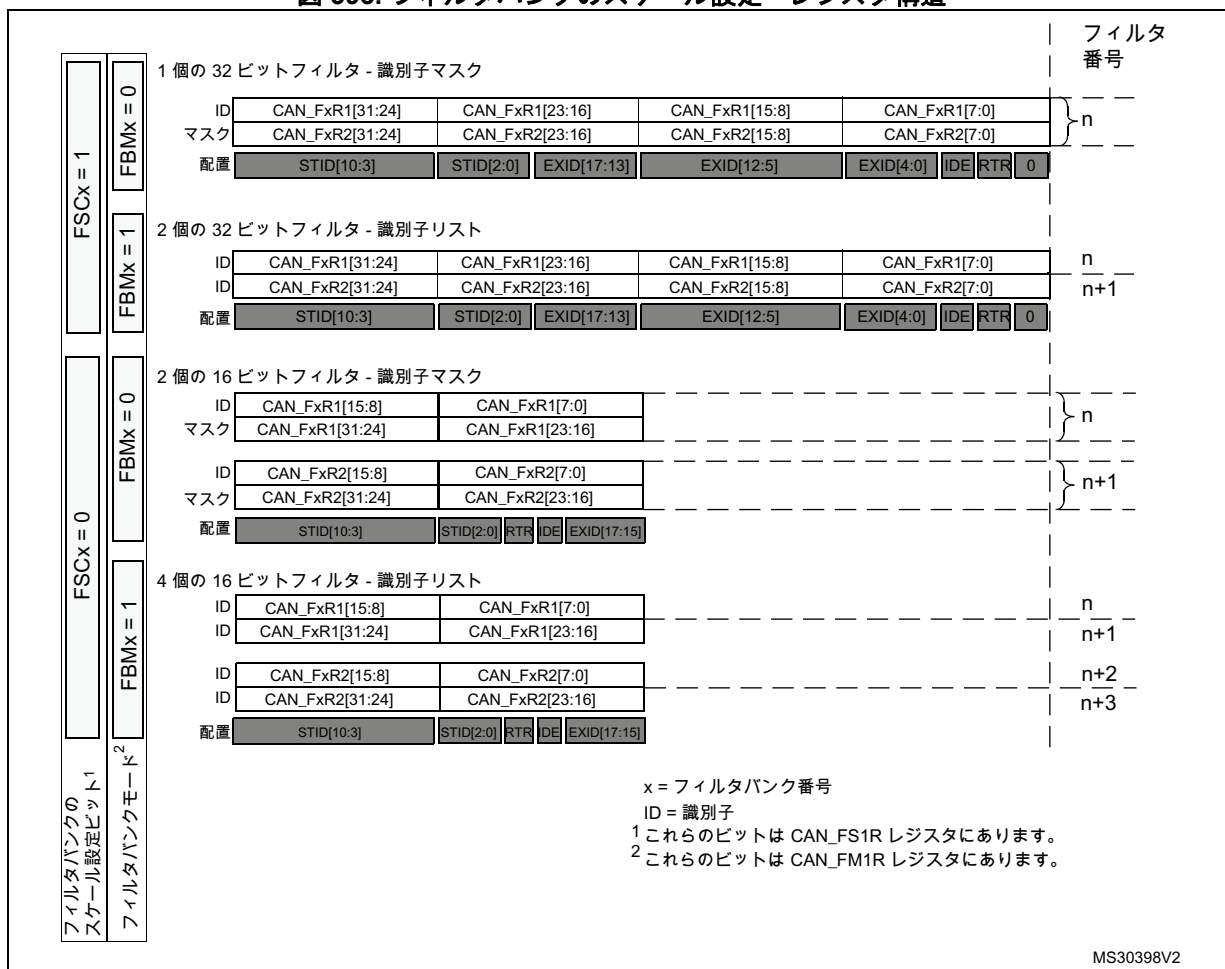 フィルタ
番号
FSCx = 1
FBMx = 0
1 個の 32 ビットフィルタ - 識別子マスク
ID CAN_FxR1[31:24] CAN_FxR1[23:16] CAN_FxR1[15:8] CAN_FxR1[7:0] n
マスク CAN_FxR2[31:24] CAN_FxR2[23:16] CAN_FxR2[15:8] CAN_FxR2[7:0]
配置 STID[10:3] STID[2:0] EXID[17:13] EXID[12:5] EXID[4:0] IDE RTR 0
FBMx = 1
2 個の 32 ビットフィルタ - 識別子リスト
ID CAN_FxR1[31:24] CAN_FxR1[23:16] CAN_FxR1[15:8] CAN_FxR1[7:0] n
ID CAN_FxR2[31:24] CAN_FxR2[23:16] CAN_FxR2[15:8] CAN_FxR2[7:0] n+1
配置 STID[10:3] STID[2:0] EXID[17:13] EXID[12:5] EXID[4:0] IDE RTR 0
FSCx = 0
FBMx = 0
2 個の 16 ビットフィルタ - 識別子マスク
ID CAN_FxR1[15:8] CAN_FxR1[7:0] n
マスク CAN_FxR1[31:24] CAN_FxR1[23:16]
ID CAN_FxR2[15:8] CAN_FxR2[7:0] n+1
マスク CAN_FxR2[31:24] CAN_FxR2[23:16]
配置 STID[10:3] STID[2:0] RTR IDE EXID[17:15]
FBMx = 1
4 個の 16 ビットフィルタ - 識別子リスト
ID CAN_FxR1[15:8] CAN_FxR1[7:0] n
ID CAN_FxR1[31:24] CAN_FxR1[23:16] n+1
ID CAN_FxR2[15:8] CAN_FxR2[7:0] n+2
ID CAN_FxR2[31:24] CAN_FxR2[23:16] n+3
配置 STID[10:3] STID[2:0] RTR IDE EXID[17:15]
フィルタバンクの
スケール設定ビット1
フィルタバンクモード2
x = フィルタバンク番号
ID = 識別子
1 これらのビットは CAN_FS1R レジスタにあります。
2 これらのビットは CAN_FM1R レジスタにあります。
MS30398V2